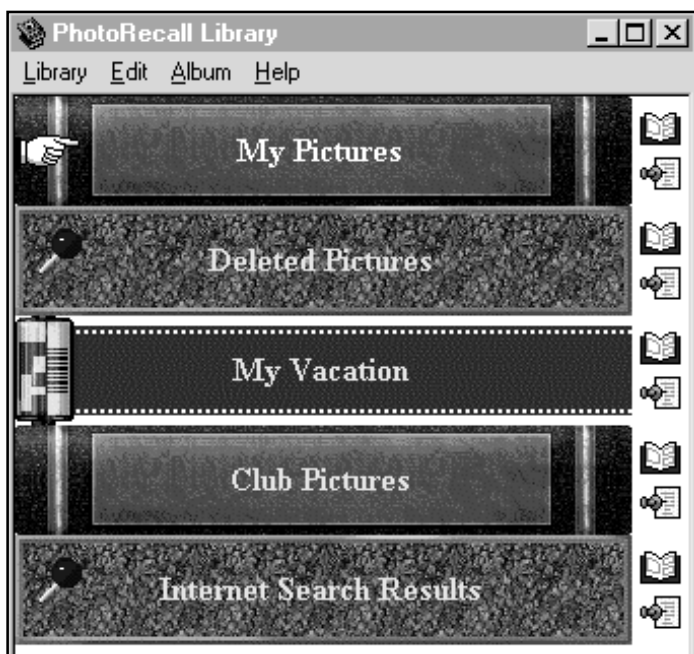 PhotoRecall Library
Library Edit Album Help
My Pictures
Deleted Pictures
My Vacation
Club Pictures
Internet Search Results